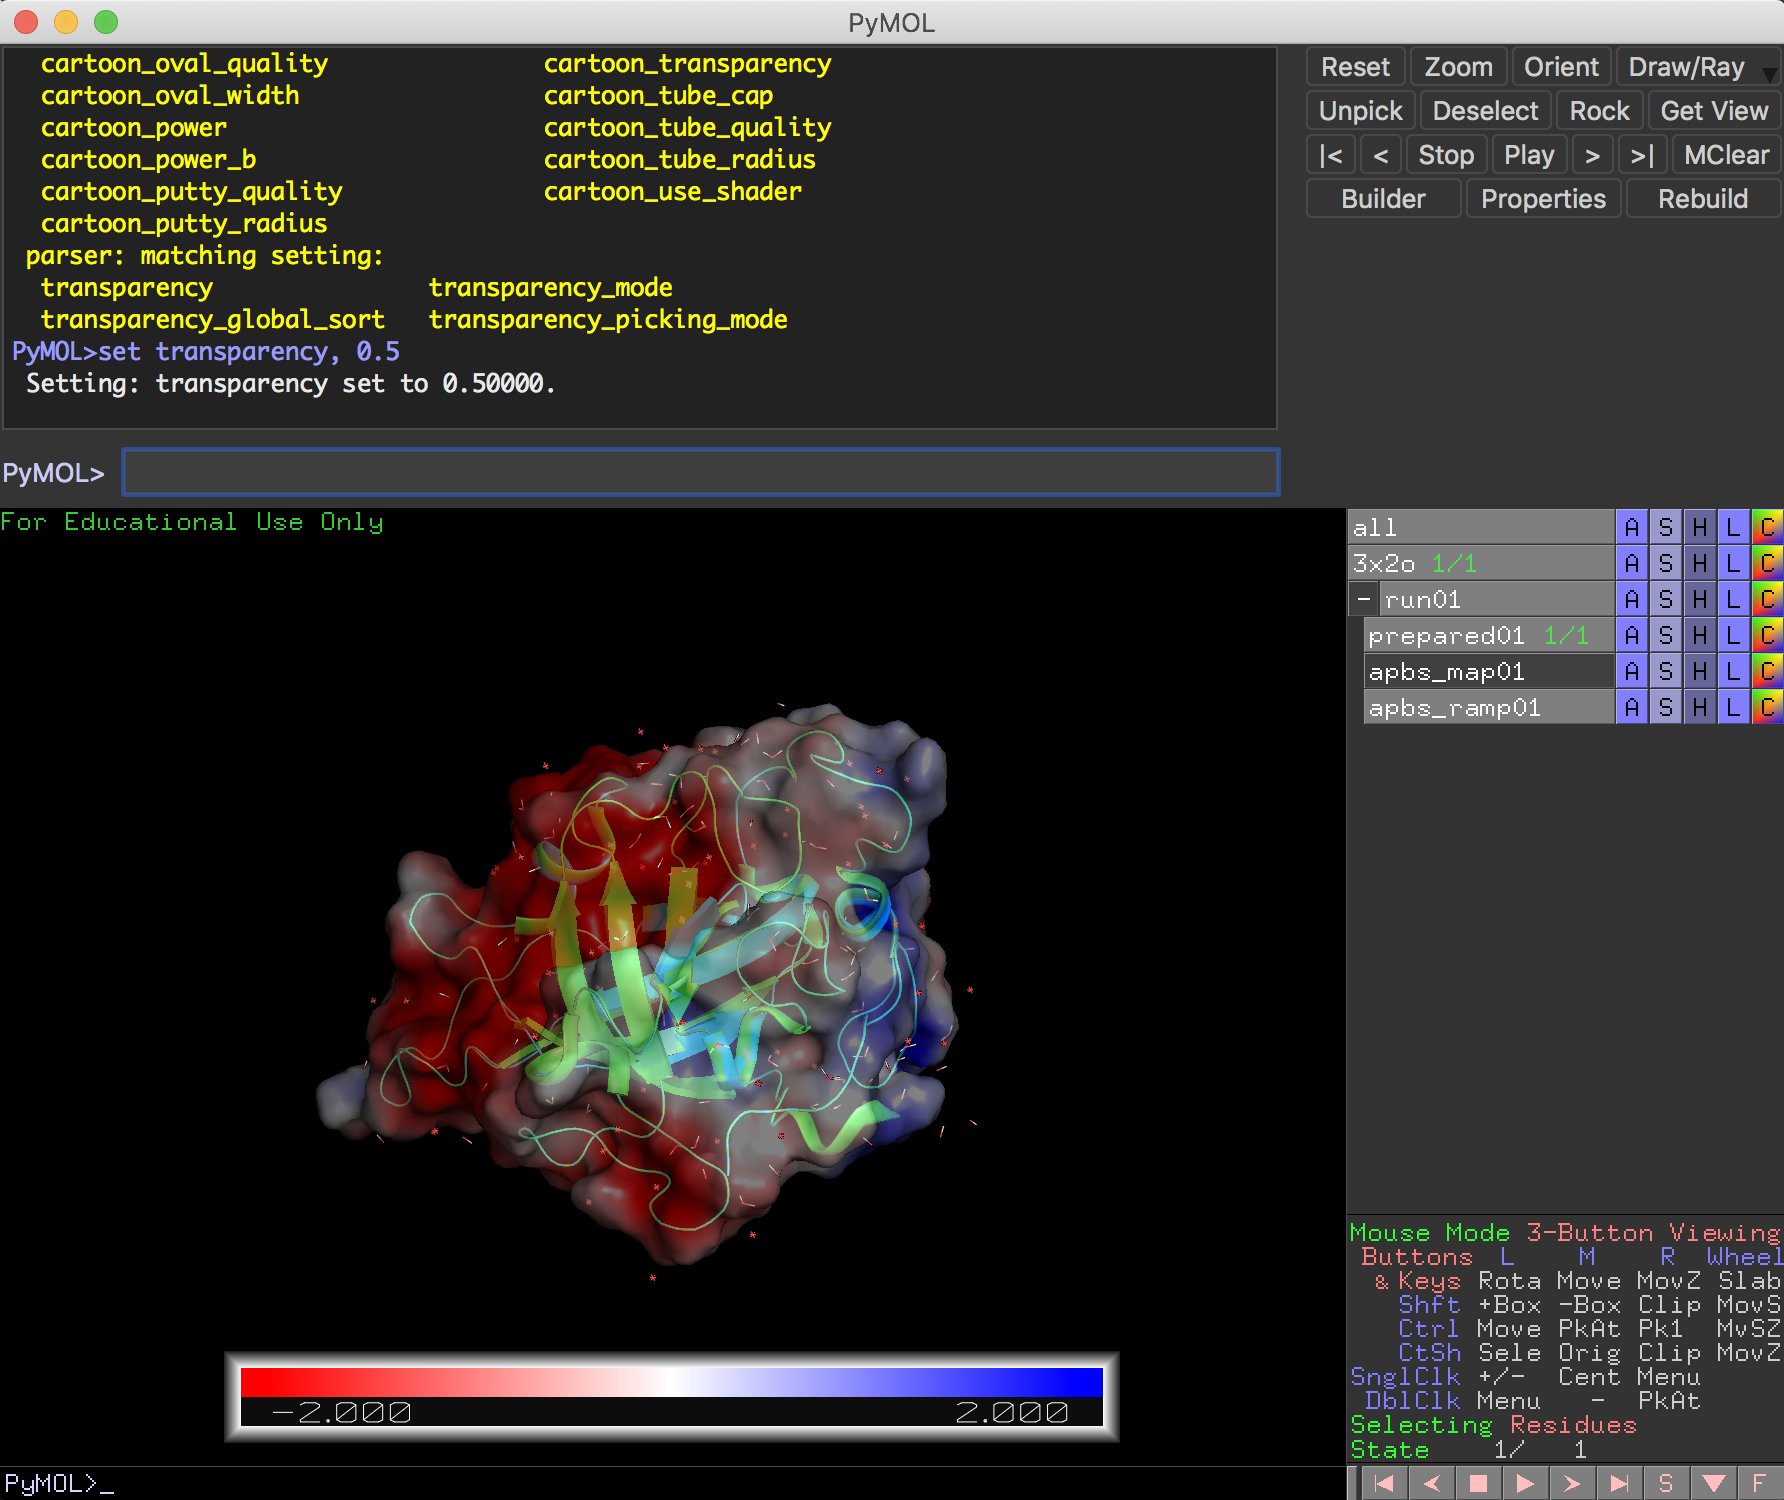 PyMOL
cartoon_oval_quality cartoon_transparency
cartoon_oval_width cartoon_tube_cap
cartoon_power cartoon_tube_quality
cartoon_power_b cartoon_tube_radius
cartoon_putty_quality cartoon_use_shader
cartoon_putty_radius
parser: matching setting:
transparency transparency_mode
transparency_global_sort transparency_picking_mode
PyMOL>set transparency, 0.5
Setting: transparency set to 0.50000.
PyMOL>
Reset Zoom Orient Draw/Ray
Unpick Deselect Rock Get View
|< < Stop Play > >| MClear
Builder Properties Rebuild
For Educational Use Only
all A S H L C
3x2o 1/1 A S H L C
- run01 A S H L C
prepared01 1/1 A S H L C
apbs_map01 A S H L C
apbs_ramp01 A S H L C
-2.000 2.000
Mouse Mode 3-Button Viewing
Buttons L M R Wheel
& Keys Rota Move MovZ Slab
Shft +Box -Box Clip MovS
Ctrl Move PkAt Pk1 MvSZ
CtSh Sele Orig Clip MovZ
SnglClk +/- Cent Menu
DblClk Menu - PkAt
Selecting Residues
State 1/ 1
PyMOL>_
S F